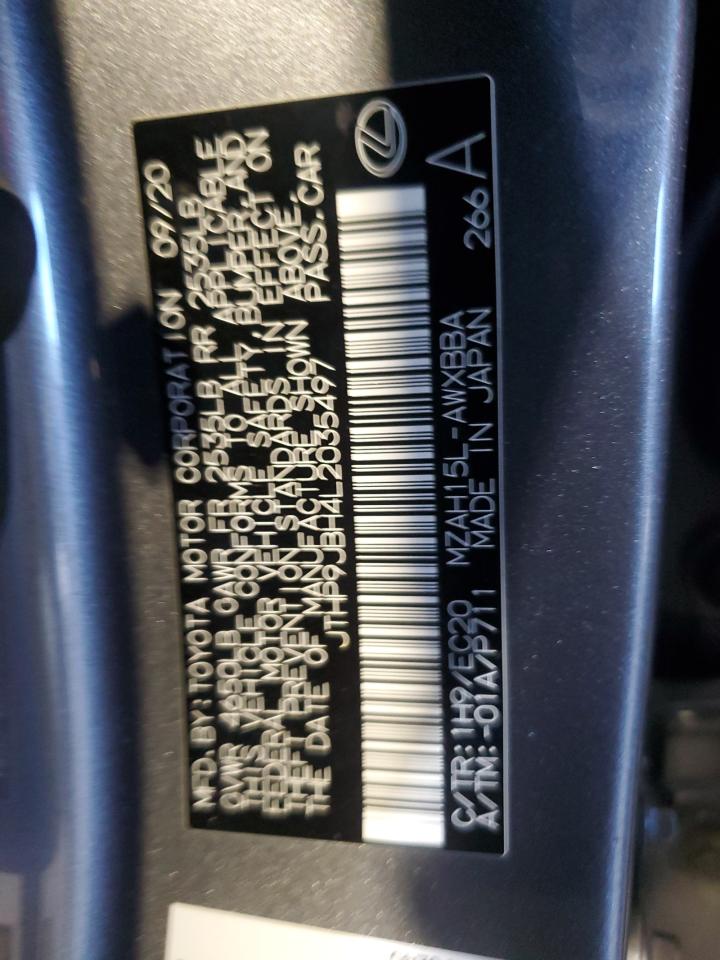 MFD. BY: TOYOTA MOTOR CORPORATION 09/20
GVWR 4650LB GAWR FR 2535LB RR 2535LB
THIS VEHICLE CONFORMS TO ALL APPLICABLE
FEDERAL MOTOR VEHICLE SAFETY, BUMPER, AND
THEFT PREVENTION STANDARDS IN EFFECT ON
THE DATE OF MANUFACTURE SHOWN ABOVE.
JTHB9JBH4L2035497 PASS. CAR
C/TR: 1H9/EC20 MZAH15L-AWXBBA
A/TM: -01A/P711 MADE IN JAPAN 266 A